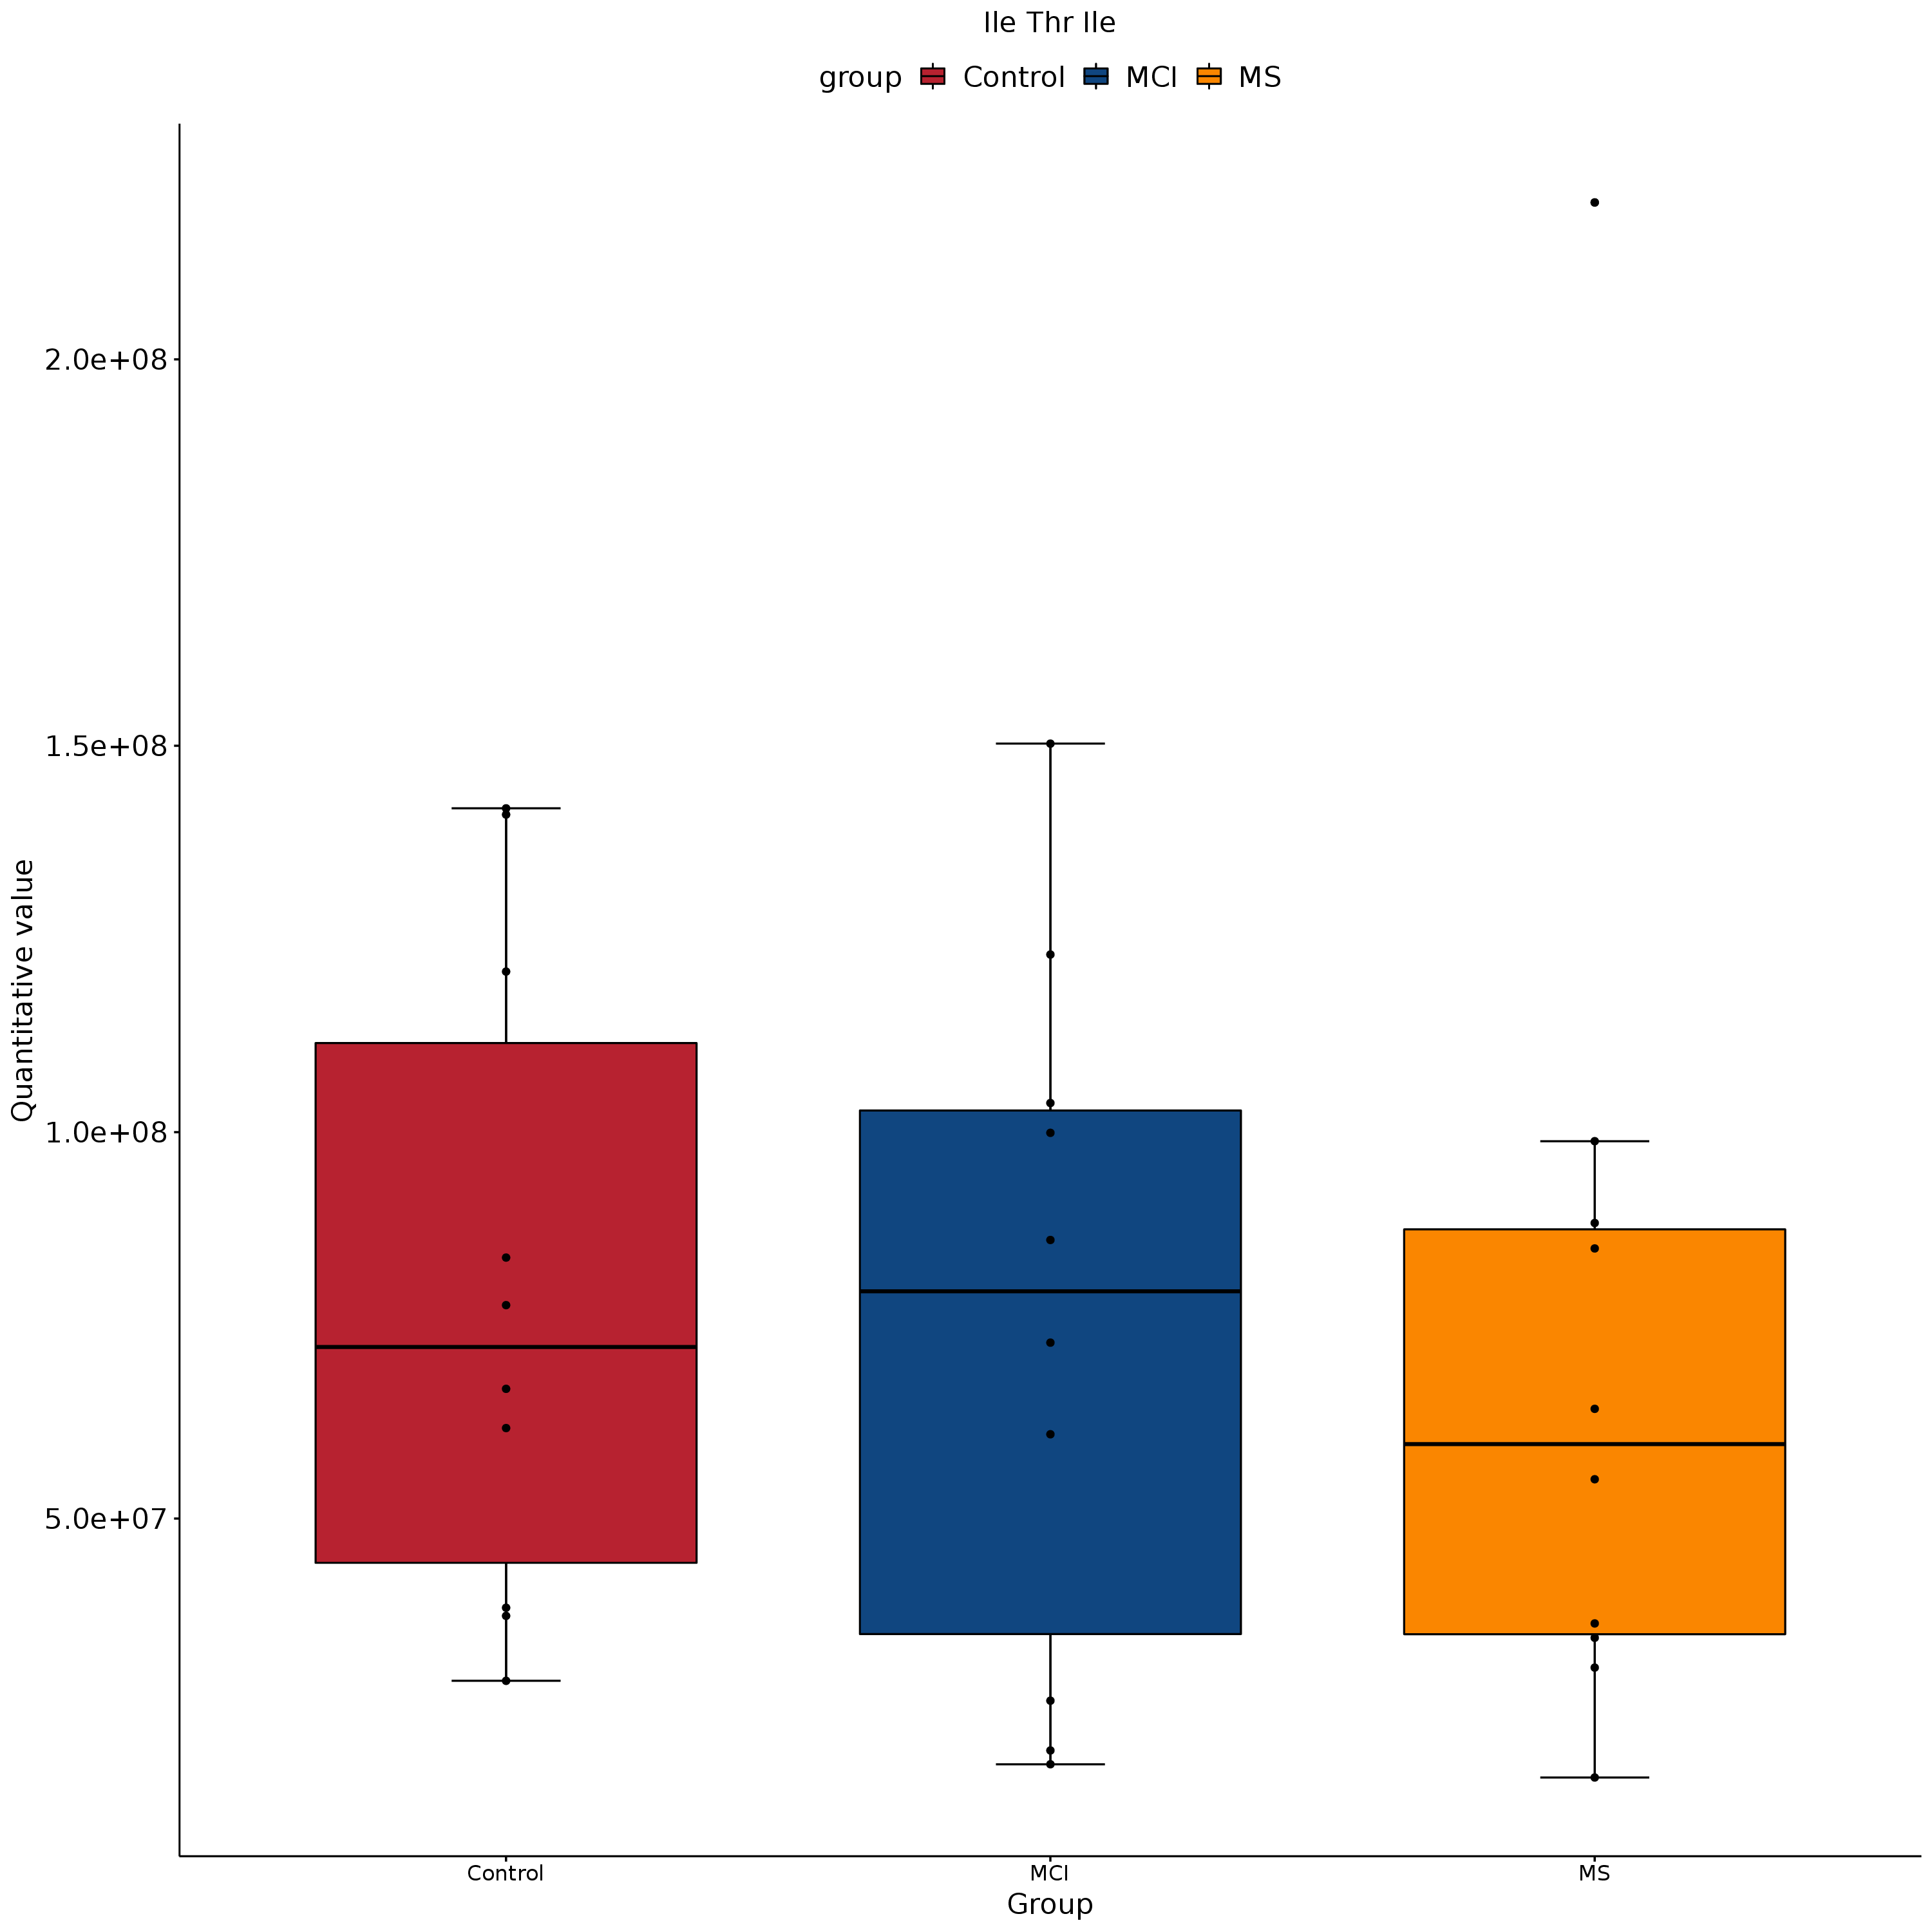 Ile Thr Ile
group Control MCI MS
2.0e+08
1.5e+08
1.0e+08
5.0e+07
Quantitative value
Control MCI MS
Group